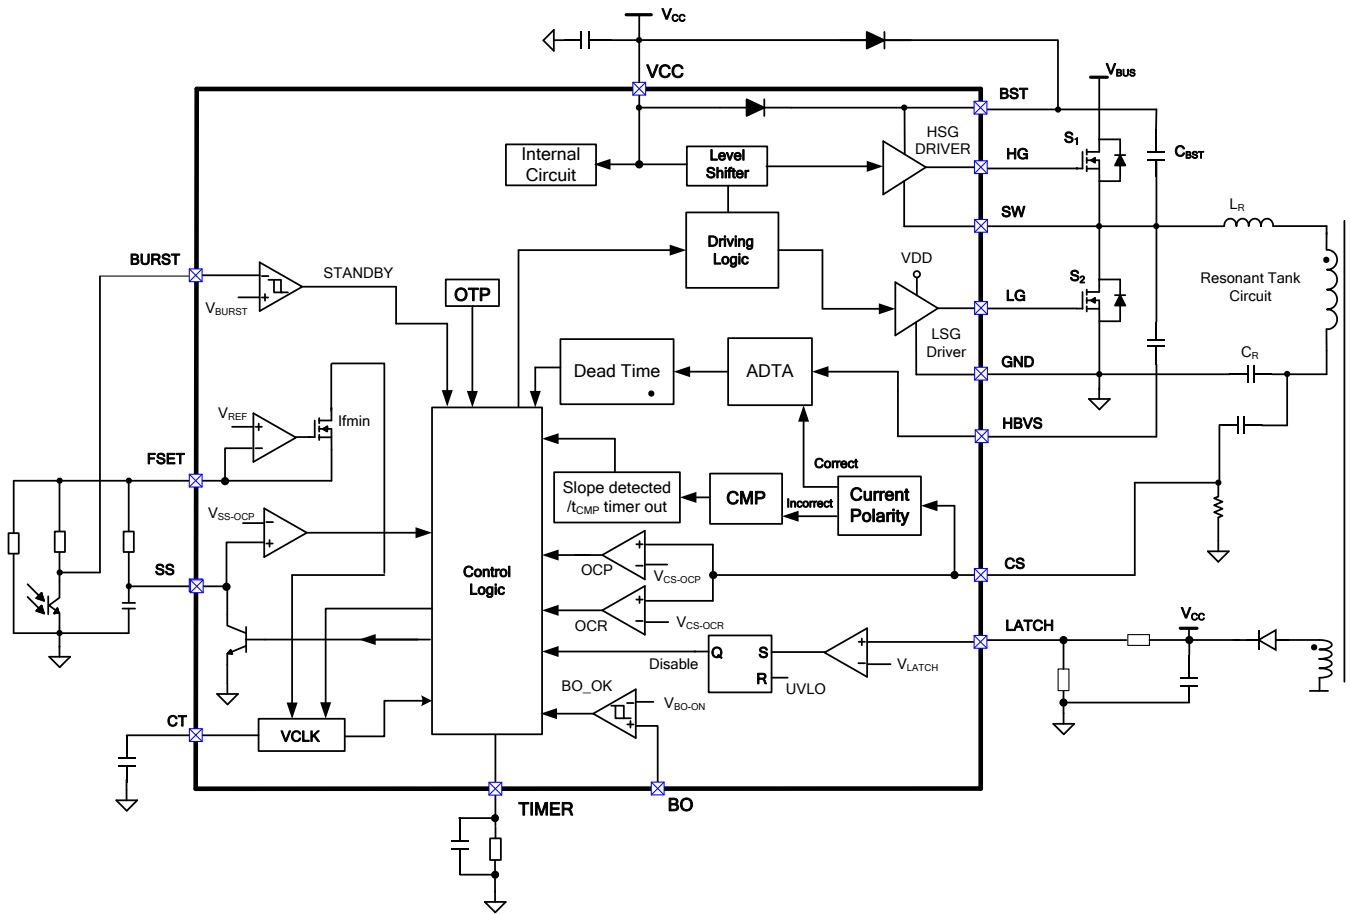 VCC
VCC
BST
VBUS
HSG
DRIVER
S1
HG
CBST
Internal
Circuit
Level
Shifter
SW
LR
BURST
STANDBY
Driving
Logic
VDD
Resonant Tank
Circuit
VBURST
OTP
S2
LG
LSG
Driver
Dead Time
ADTA
GND
CR
VREF
Ifmin
HBVS
FSET
Correct
Slope detected
/tCMP timer out
CMP
Incorrect
Current
Polarity
VSS-OCP
SS
Control
Logic
OCP
VCS-OCP
CS
OCR
VCS-OCR
LATCH
VCC
Disable
Q
S
R
VLATCH
UVLO
BO_OK
VBO-ON
CT
VCLK
TIMER
BO